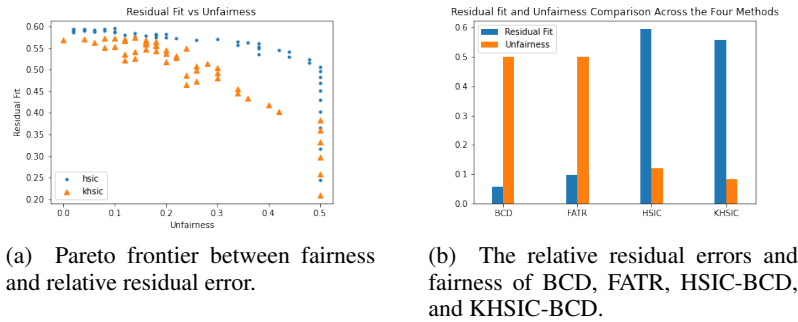 Residual Fit vs Unfairness
0.60
0.55
0.50
0.45
0.40
0.35
0.30
0.25
0.20
Residual Fit
hsic
khsic
0.0 0.1 0.2 0.3 0.4 0.5
Unfairness
(a) Pareto frontier between fairness
and relative residual error.
Residual fit and Unfairness Comparison Across the Four Methods
0.6
0.5
0.4
0.3
0.2
0.1
0.0
Residual Fit
Unfairness
BCD FATR HSIC KHSIC
(b) The relative residual errors and
fairness of BCD, FATR, HSIC-BCD,
and KHSIC-BCD.